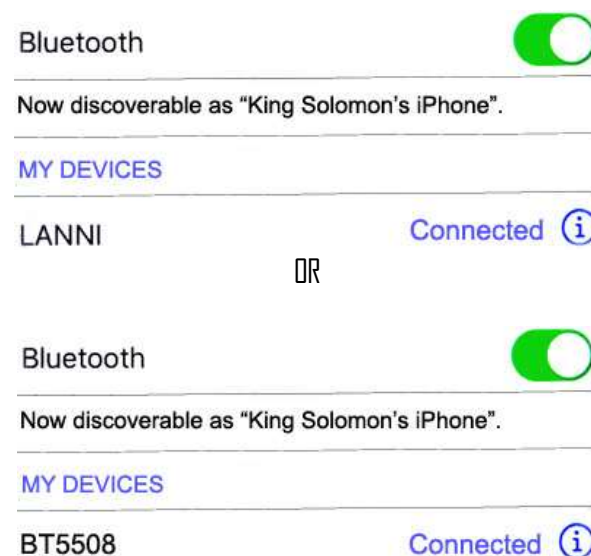 Bluetooth
Now discoverable as “King Solomon’s iPhone”.
MY DEVICES
LANNI Connected i
OR
Bluetooth
Now discoverable as “King Solomon’s iPhone”.
MY DEVICES
BT5508 Connected i